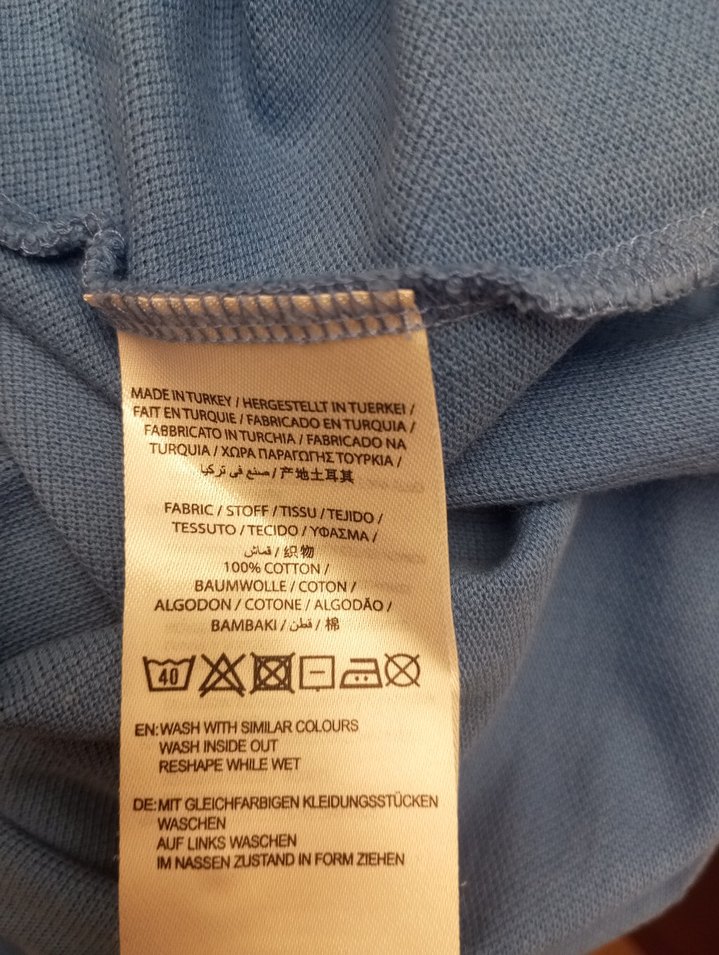 MADE IN TURKEY / HERGESTELLT IN TUERKEI /
FAIT EN TURQUIE / FABRICADO EN TURQUIA /
FABBRICATO IN TURCHIA / FABRICADO NA
TURQUIA / ΧΩΡΑ ΠΑΡΑΓΩΓΗΣ ΤΟΥΡΚΙΑ /
صنع في تركيا / 产地土耳其
FABRIC / STOFF / TISSU / TEJIDO /
TESSUTO / TECIDO / ΥΦΑΣΜΑ /
قماش / 织物
100% COTTON /
BAUMWOLLE / COTON /
ALGODON / COTONE / ALGODÃO /
BAMBAKI / قطن / 棉
40
EN: WASH WITH SIMILAR COLOURS
WASH INSIDE OUT
RESHAPE WHILE WET
DE: MIT GLEICHFARBIGEN KLEIDUNGSSTÜCKEN
WASCHEN
AUF LINKS WASCHEN
IM NASSEN ZUSTAND IN FORM ZIEHEN